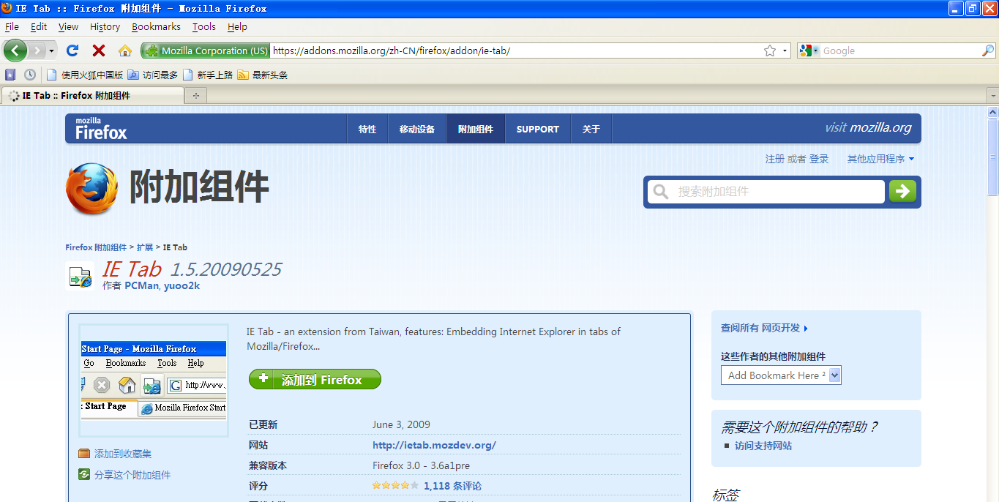 IE Tab :: Firefox 附加组件 - Mozilla Firefox
File Edit View History Bookmarks Tools Help
Mozilla Corporation (US) https://addons.mozilla.org/zh-CN/firefox/addon/ie-tab/ Google
使用火狐中国版 访问最多 新手上路 最新头条
IE Tab :: Firefox 附加组件
mozilla
Firefox 特性 移动设备 附加组件 SUPPORT 关于 visit mozilla.org
注册 或者 登录 其他应用程序
附加组件
搜索附加组件
Firefox 附加组件 > 扩展 > IE Tab
IE Tab 1.5.20090525
作者 PCMan, yuoo2k
Start Page - Mozilla Firefox
Go Bookmarks Tools Help
http://www..
: Start Page Mozilla Firefox Start
添加到收藏集
分享这个附加组件
IE Tab - an extension from Taiwan, features: Embedding Internet Explorer in tabs of
Mozilla/Firefox...
添加到 Firefox
已更新 June 3, 2009
网站 http://ietab.mozdev.org/
兼容版本 Firefox 3.0 - 3.6a1pre
评分 1,118 条评论
查阅所有 网页开发
这些作者的其他附加组件
Add Bookmark Here ²
需要这个附加组件的帮助？
访问支持网站
标签